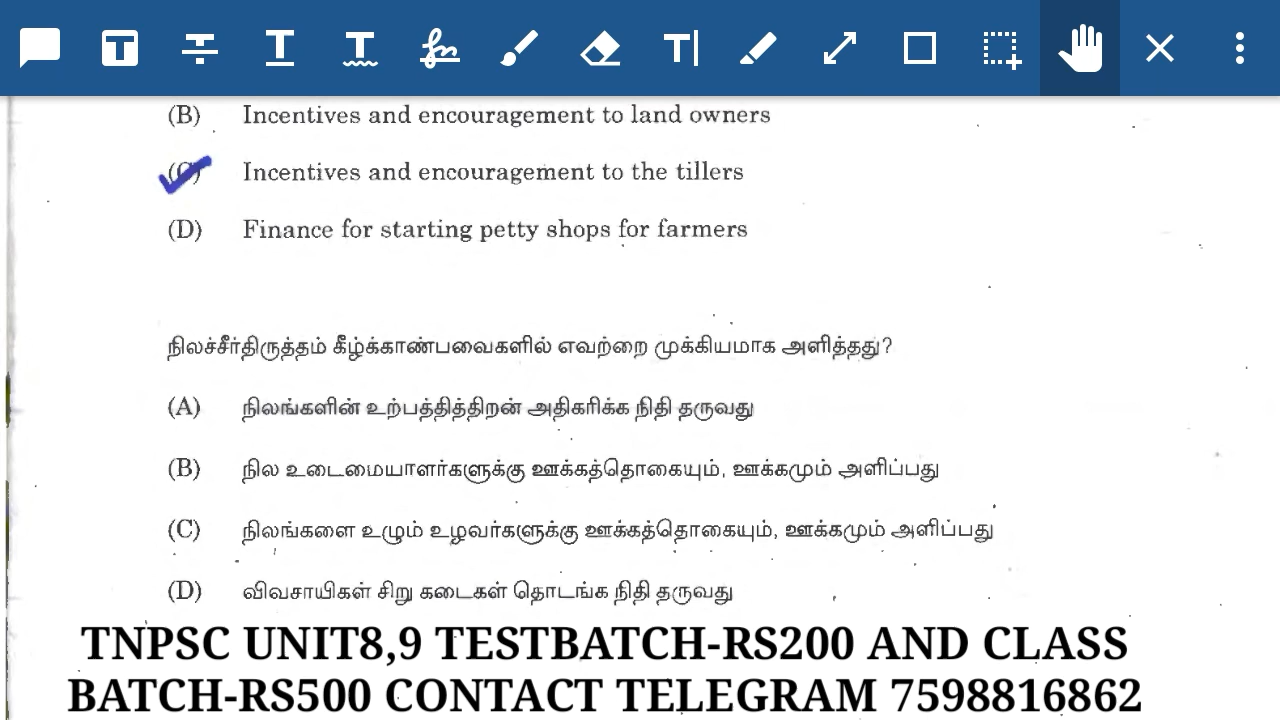 (B) Incentives and encouragement to land owners
(C) Incentives and encouragement to the tillers
(D) Finance for starting petty shops for farmers
நிலச்சீர்திருத்தம் கீழ்க்காண்பவைகளில் எவற்றை முக்கியமாக அளித்தது?
(A) நிலங்களின் உற்பத்தித்திறன் அதிகரிக்க நிதி தருவது
(B) நில உடைமையாளர்களுக்கு ஊக்கத்தொகையும், ஊக்கமும் அளிப்பது
(C) நிலங்களை உழும் உழவர்களுக்கு ஊக்கத்தொகையும், ஊக்கமும் அளிப்பது
(D) விவசாயிகள் சிறு கடைகள் தொடங்க நிதி தருவது
TNPSC UNIT8,9 TESTBATCH-RS200 AND CLASS
BATCH-RS500 CONTACT TELEGRAM 7598816862